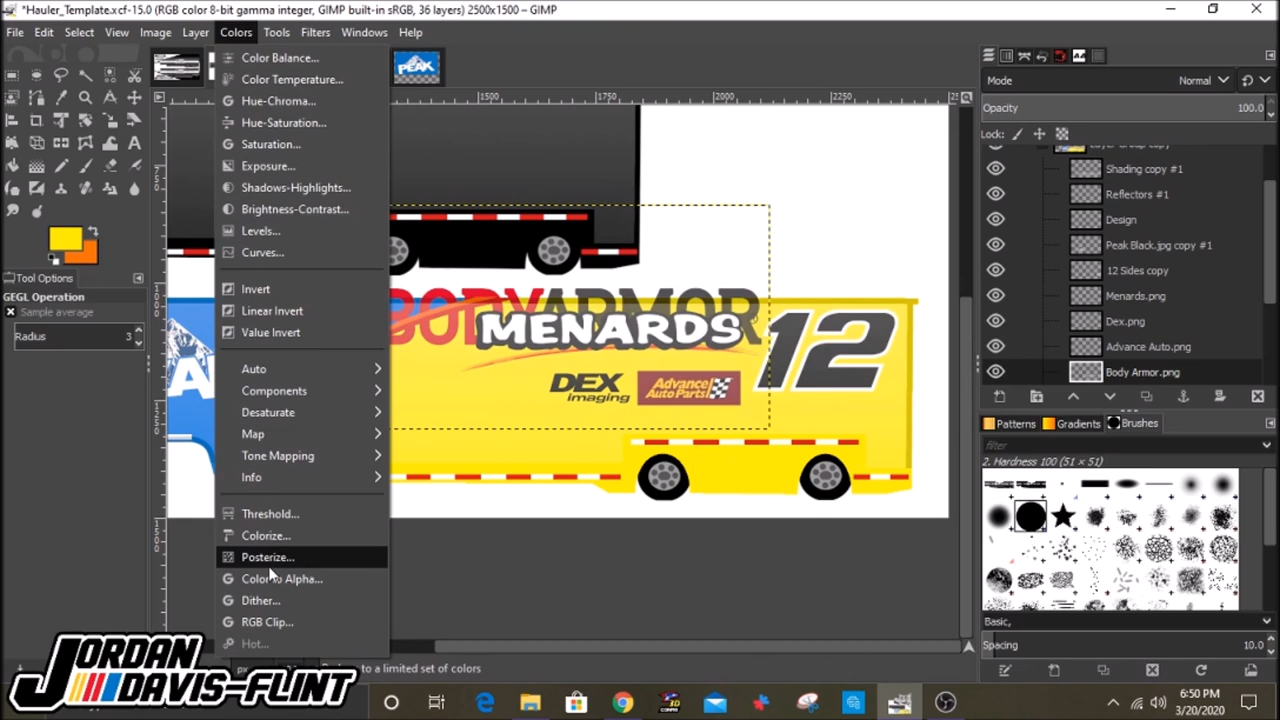 *Hauler_Template.xcf-15.0 (RGB color 8-bit gamma integer, GIMP built-in sRGB, 36 layers) 2500x1500 – GIMP
File Edit Select View Image Layer Colors Tools Filters Windows Help
PEAK
Color Balance...
Color Temperature...
Hue-Chroma...
Hue-Saturation...
Saturation...
Exposure...
Shadows-Highlights...
Brightness-Contrast...
Levels...
Curves...
Invert
Linear Invert
Value Invert
Auto
Components
Desaturate
Map
Tone Mapping
Info
Threshold...
Colorize...
Posterize...
Color to Alpha...
Dither...
RGB Clip...
Hot...
Tool Options
GEGL Operation
Sample average
Radius 3
1500 1750 2000 2250
750
1000
1250
1500
BODYARMOR
MENARDS
12
DEX
imaging
Advance
Auto Parts
Mode Normal
Opacity 100.0
Lock:
Shading copy #1
Reflectors #1
Design
Peak Black.jpg copy #1
12 Sides copy
Menards.png
Dex.png
Advance Auto.png
Body Armor.png
Patterns Gradients Brushes
filter
2. Hardness 100 (51 × 51)
Basic,
Spacing 10.0
to a limited set of colors
JORDAN
DAVIS-FLINT
6:50 PM
3/20/2020